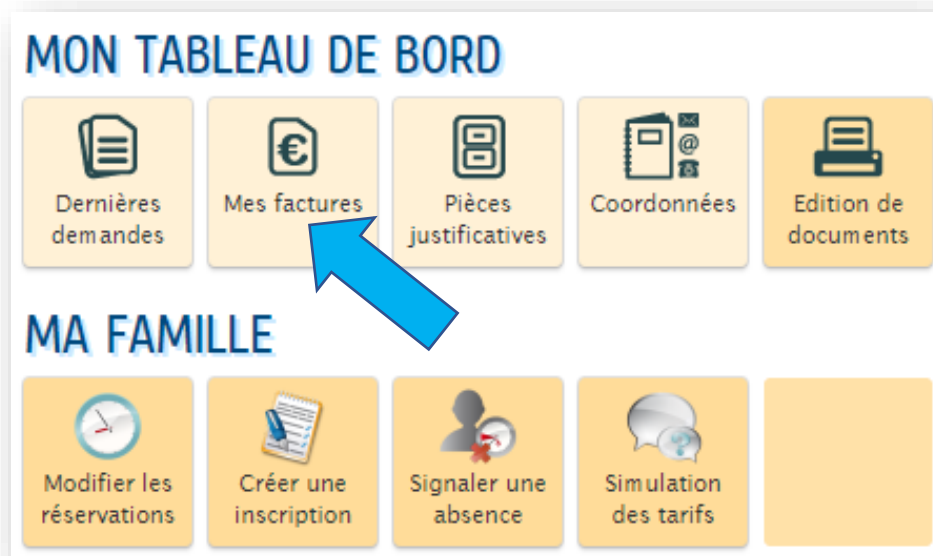 MON TABLEAU DE BORD
Dernières
demandes
Mes factures
Pièces
justificatives
Coordonnées
Edition de
documents
MA FAMILLE
Modifier les
réservations
Créer une
inscription
Signaler une
absence
Simulation
des tarifs